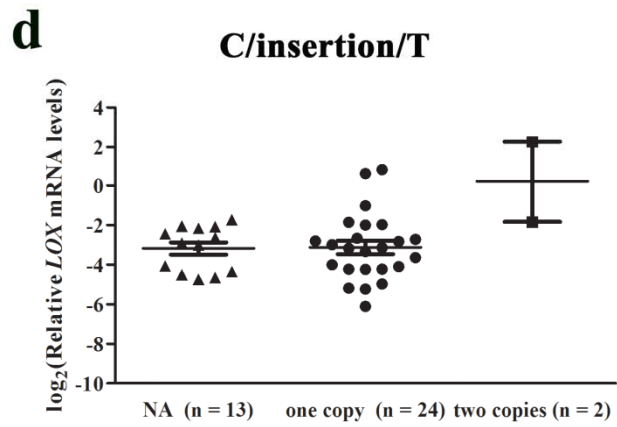 d
C/insertion/T
log₂(Relative LOX mRNA levels)
4
2
0
-2
-4
-6
-8
-10
NA (n = 13) one copy (n = 24) two copies (n = 2)